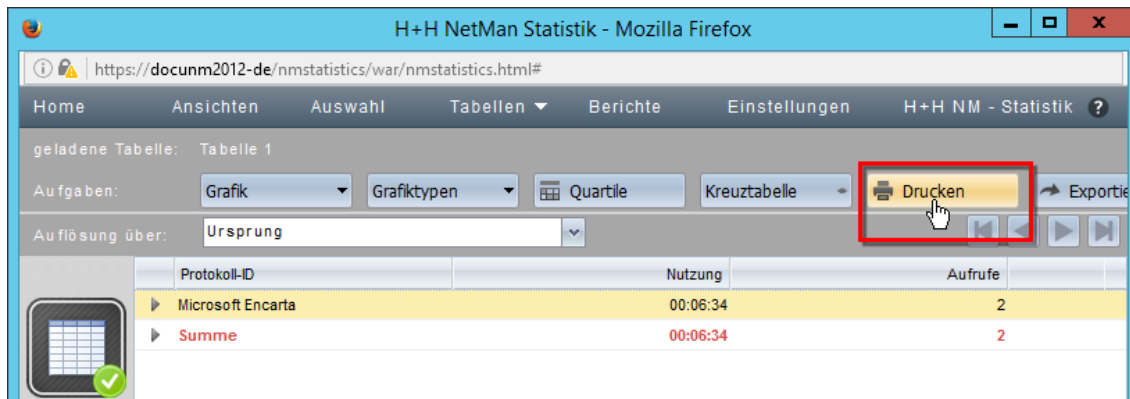 H+H NetMan Statistik - Mozilla Firefox
https://docunm2012-de/nmstatistics/war/nmstatistics.html#
Home Ansichten Auswahl Tabellen Berichte Einstellungen H+H NM - Statistik ?
geladene Tabelle: Tabelle 1
Aufgaben: Grafik Grafiktypen Quartile Kreuztabelle Drucken Exportie
Auflösung über: Ursprung
Protokoll-ID Nutzung Aufrufe
Microsoft Encarta 00:06:34 2
Summe 00:06:34 2